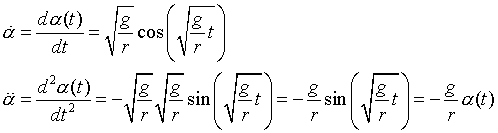 α̇ = dα(t)/dt = √(g/r) cos(√(g/r) t)
α̈ = d²α(t)/dt² = −√(g/r) √(g/r) sin(√(g/r) t) = −g/r sin(√(g/r) t) = −g/r α(t)